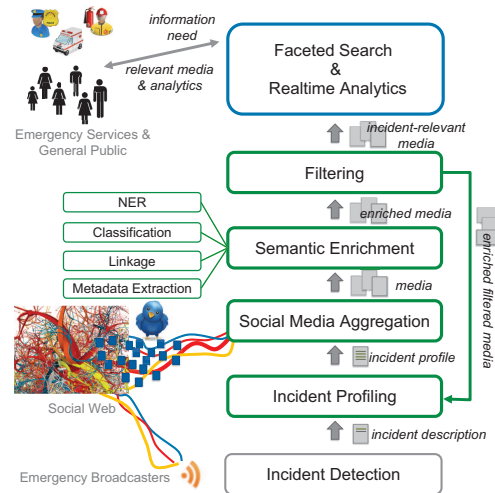 information
need
relevant media
& analytics
Emergency Services &
General Public
Faceted Search
&
Realtime Analytics
incident-relevant
media
Filtering
enriched media
enriched filtered media
NER
Classification
Linkage
Metadata Extraction
Semantic Enrichment
media
Social Media Aggregation
Social Web
incident profile
Incident Profiling
incident description
Emergency Broadcasters
Incident Detection